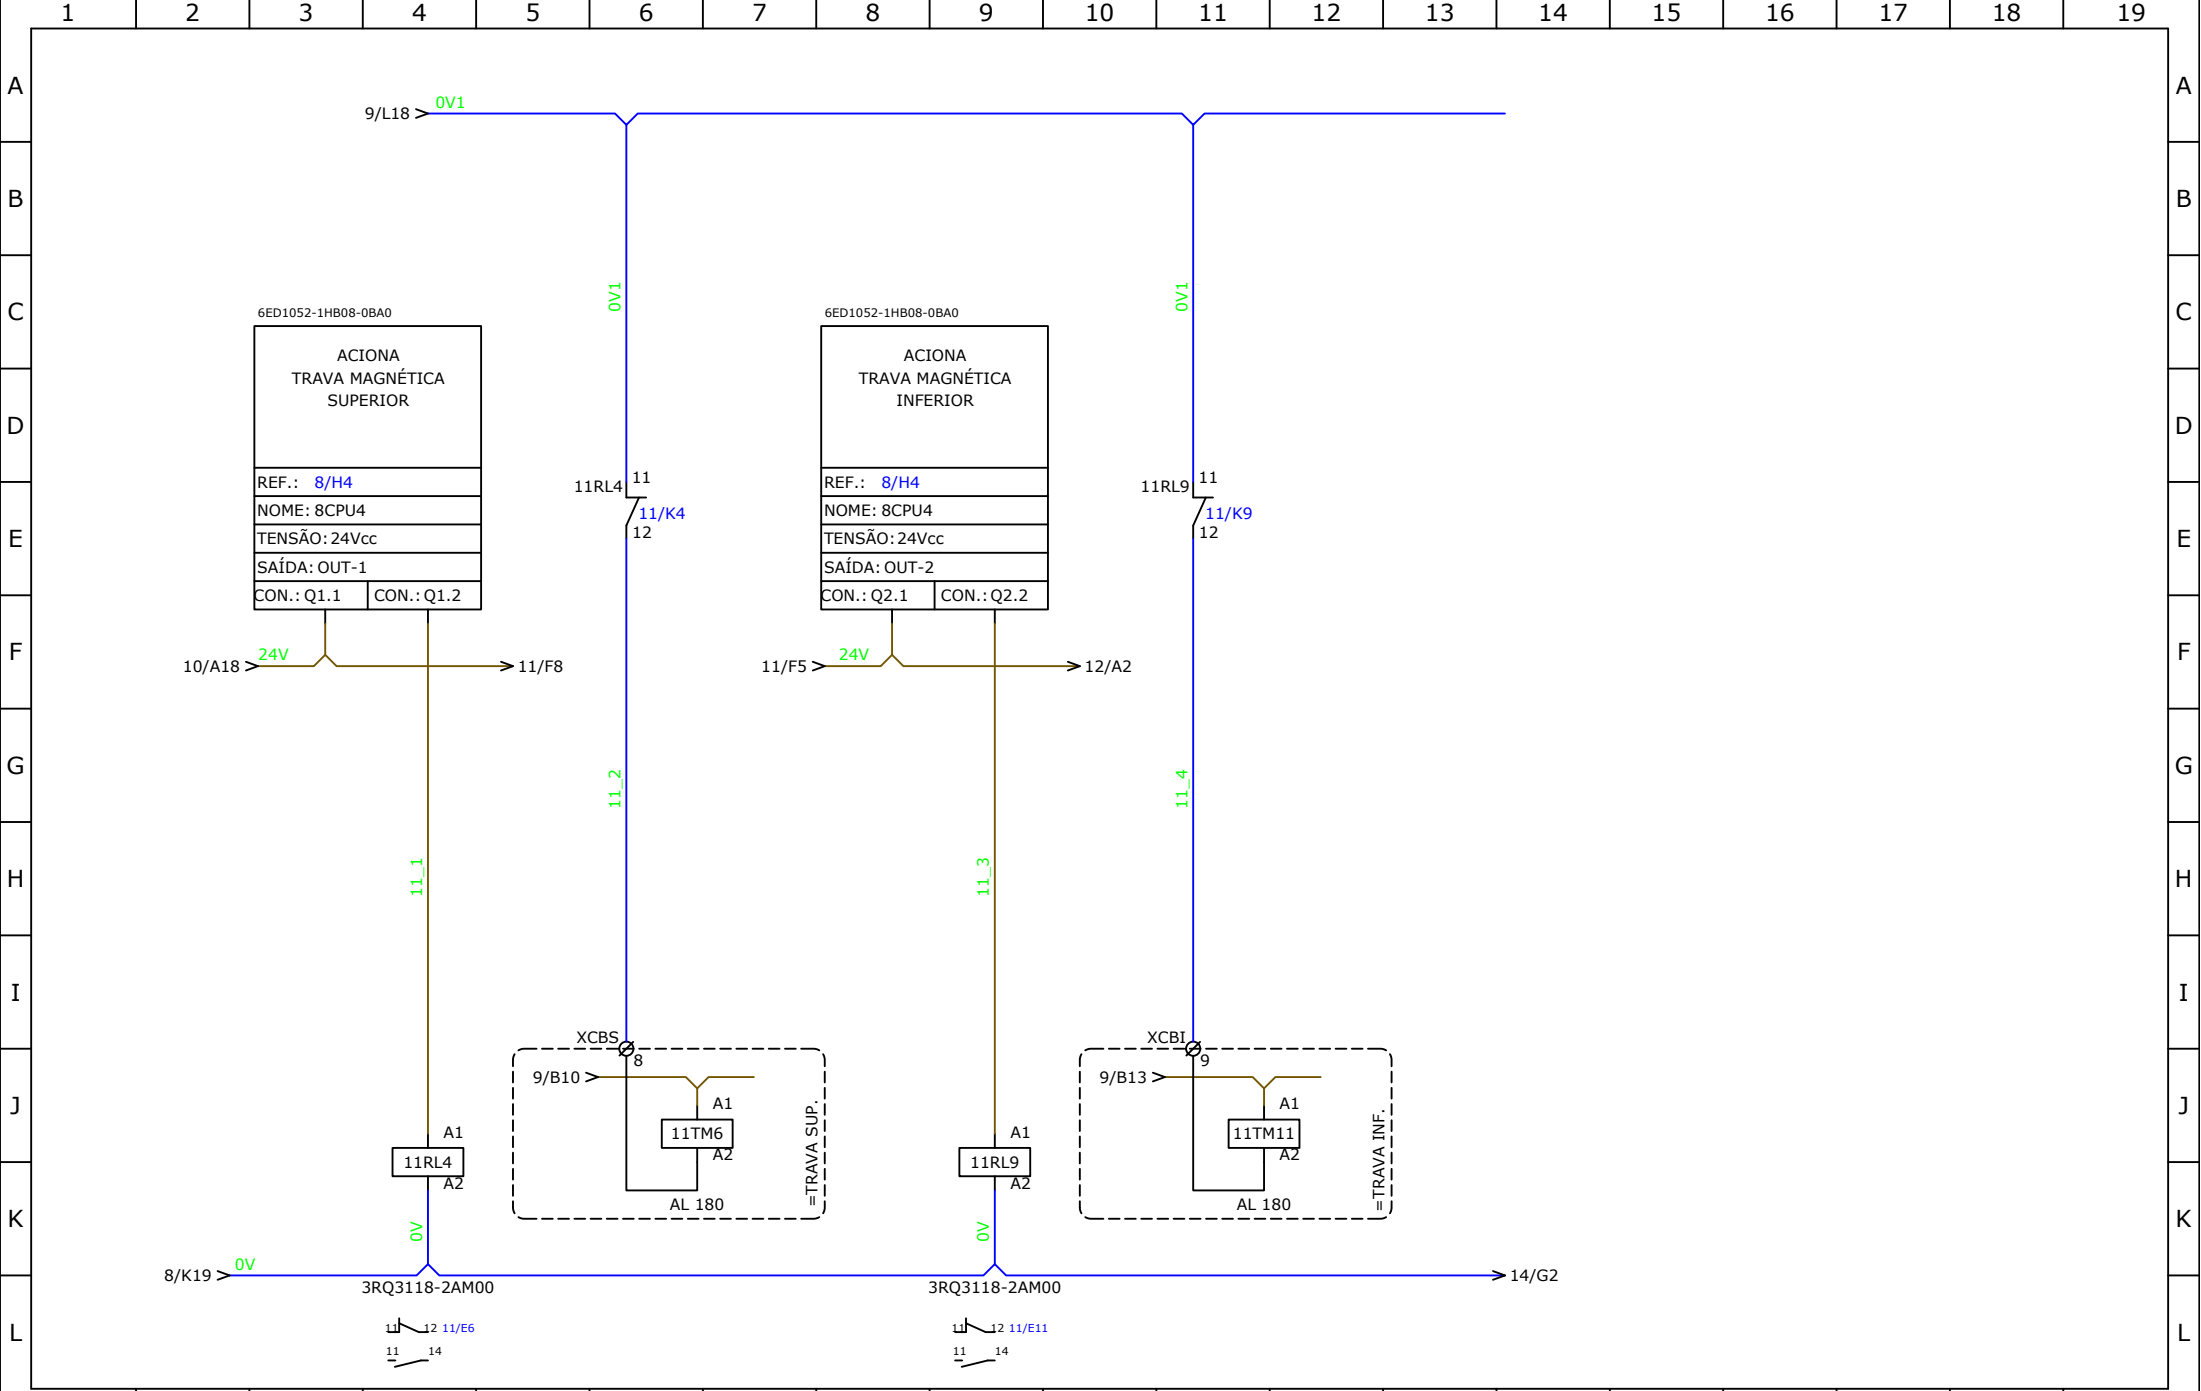 1 2 3 4 5 6 7 8 9 10 11 12 13 14 15 16 17 18 19
A A
9/L18 0V1
B B
0V1 0V1
C C
6ED1052-1HB08-0BA0 6ED1052-1HB08-0BA0
ACIONA ACIONA
TRAVA MAGNÉTICA TRAVA MAGNÉTICA
SUPERIOR INFERIOR
D D
REF.: 8/H4 11RL4 11 REF.: 8/H4 11RL9 11
NOME: 8CPU4 11/K4 NOME: 8CPU4 11/K9
E TENSÃO: 24Vcc 12 TENSÃO: 24Vcc 12 E
SAÍDA: OUT-1 SAÍDA: OUT-2
CON.: Q1.1 CON.: Q1.2 CON.: Q2.1 CON.: Q2.2
F F
10/A18 24V 11/F8 11/F5 24V 12/A2
G G
11_2 11_4
H H
11_1 11_3
I I
XCBS 8 XCBI 9
9/B10 9/B13
J J
A1 A1
11TM6 11TM11
A2 A2
=TRAVA SUP. =TRAVA INF.
A1 A1
11RL4 11RL9
A2 A2
AL 180 AL 180
K K
0V 0V
8/K19 0V 14/G2
3RQ3118-2AM00 3RQ3118-2AM00
L L
11 12 11/E6 11 12 11/E11
11 14 11 14